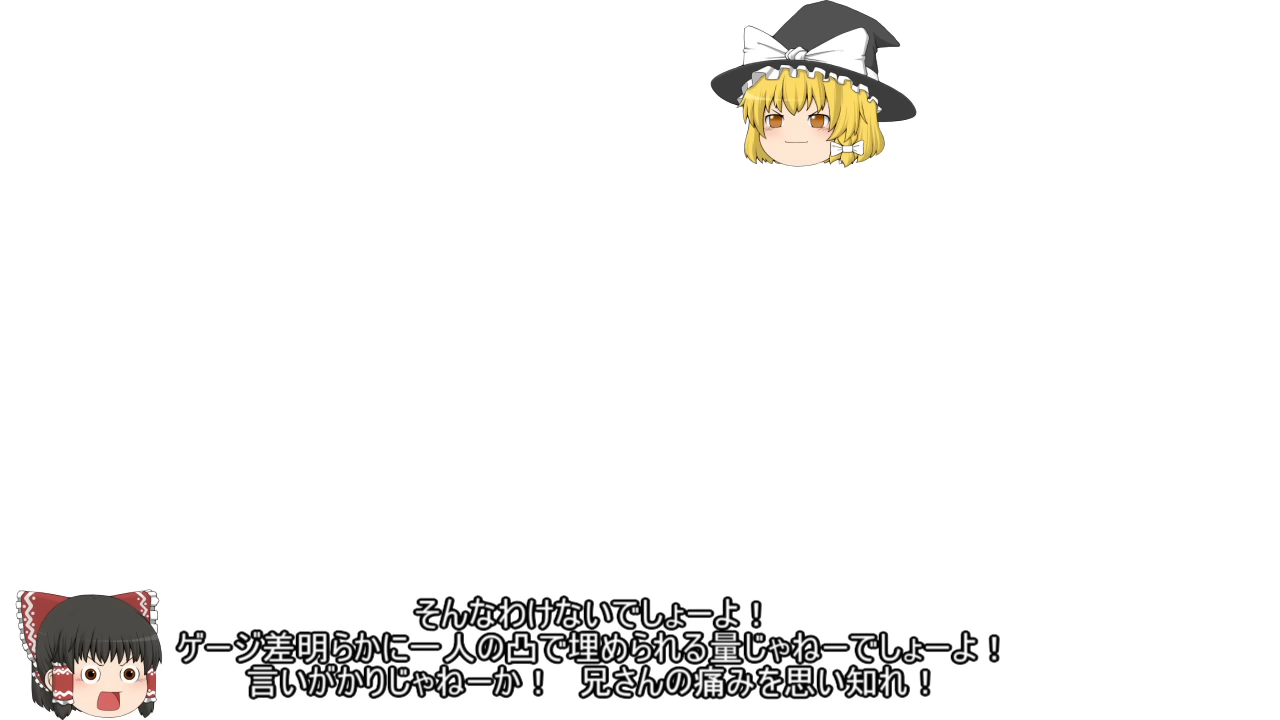 そんなわけないでしょーよ！
ゲージ差明らかに一人の凸で埋められる量じゃねーでしょーよ！
言いがかりじゃねーか！　兄さんの痛みを思い知れ！